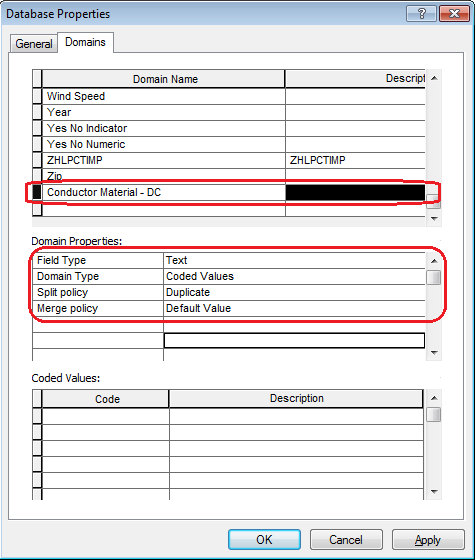 Database Properties
General Domains
Domain Name Descript
Wind Speed
Year
Yes No Indicator
Yes No Numeric
ZHLPCTIMP ZHLPCTIMP
Zip
Conductor Material - DC
Domain Properties:
Field Type Text
Domain Type Coded Values
Split policy Duplicate
Merge policy Default Value
Coded Values:
Code Description
OK Cancel Apply